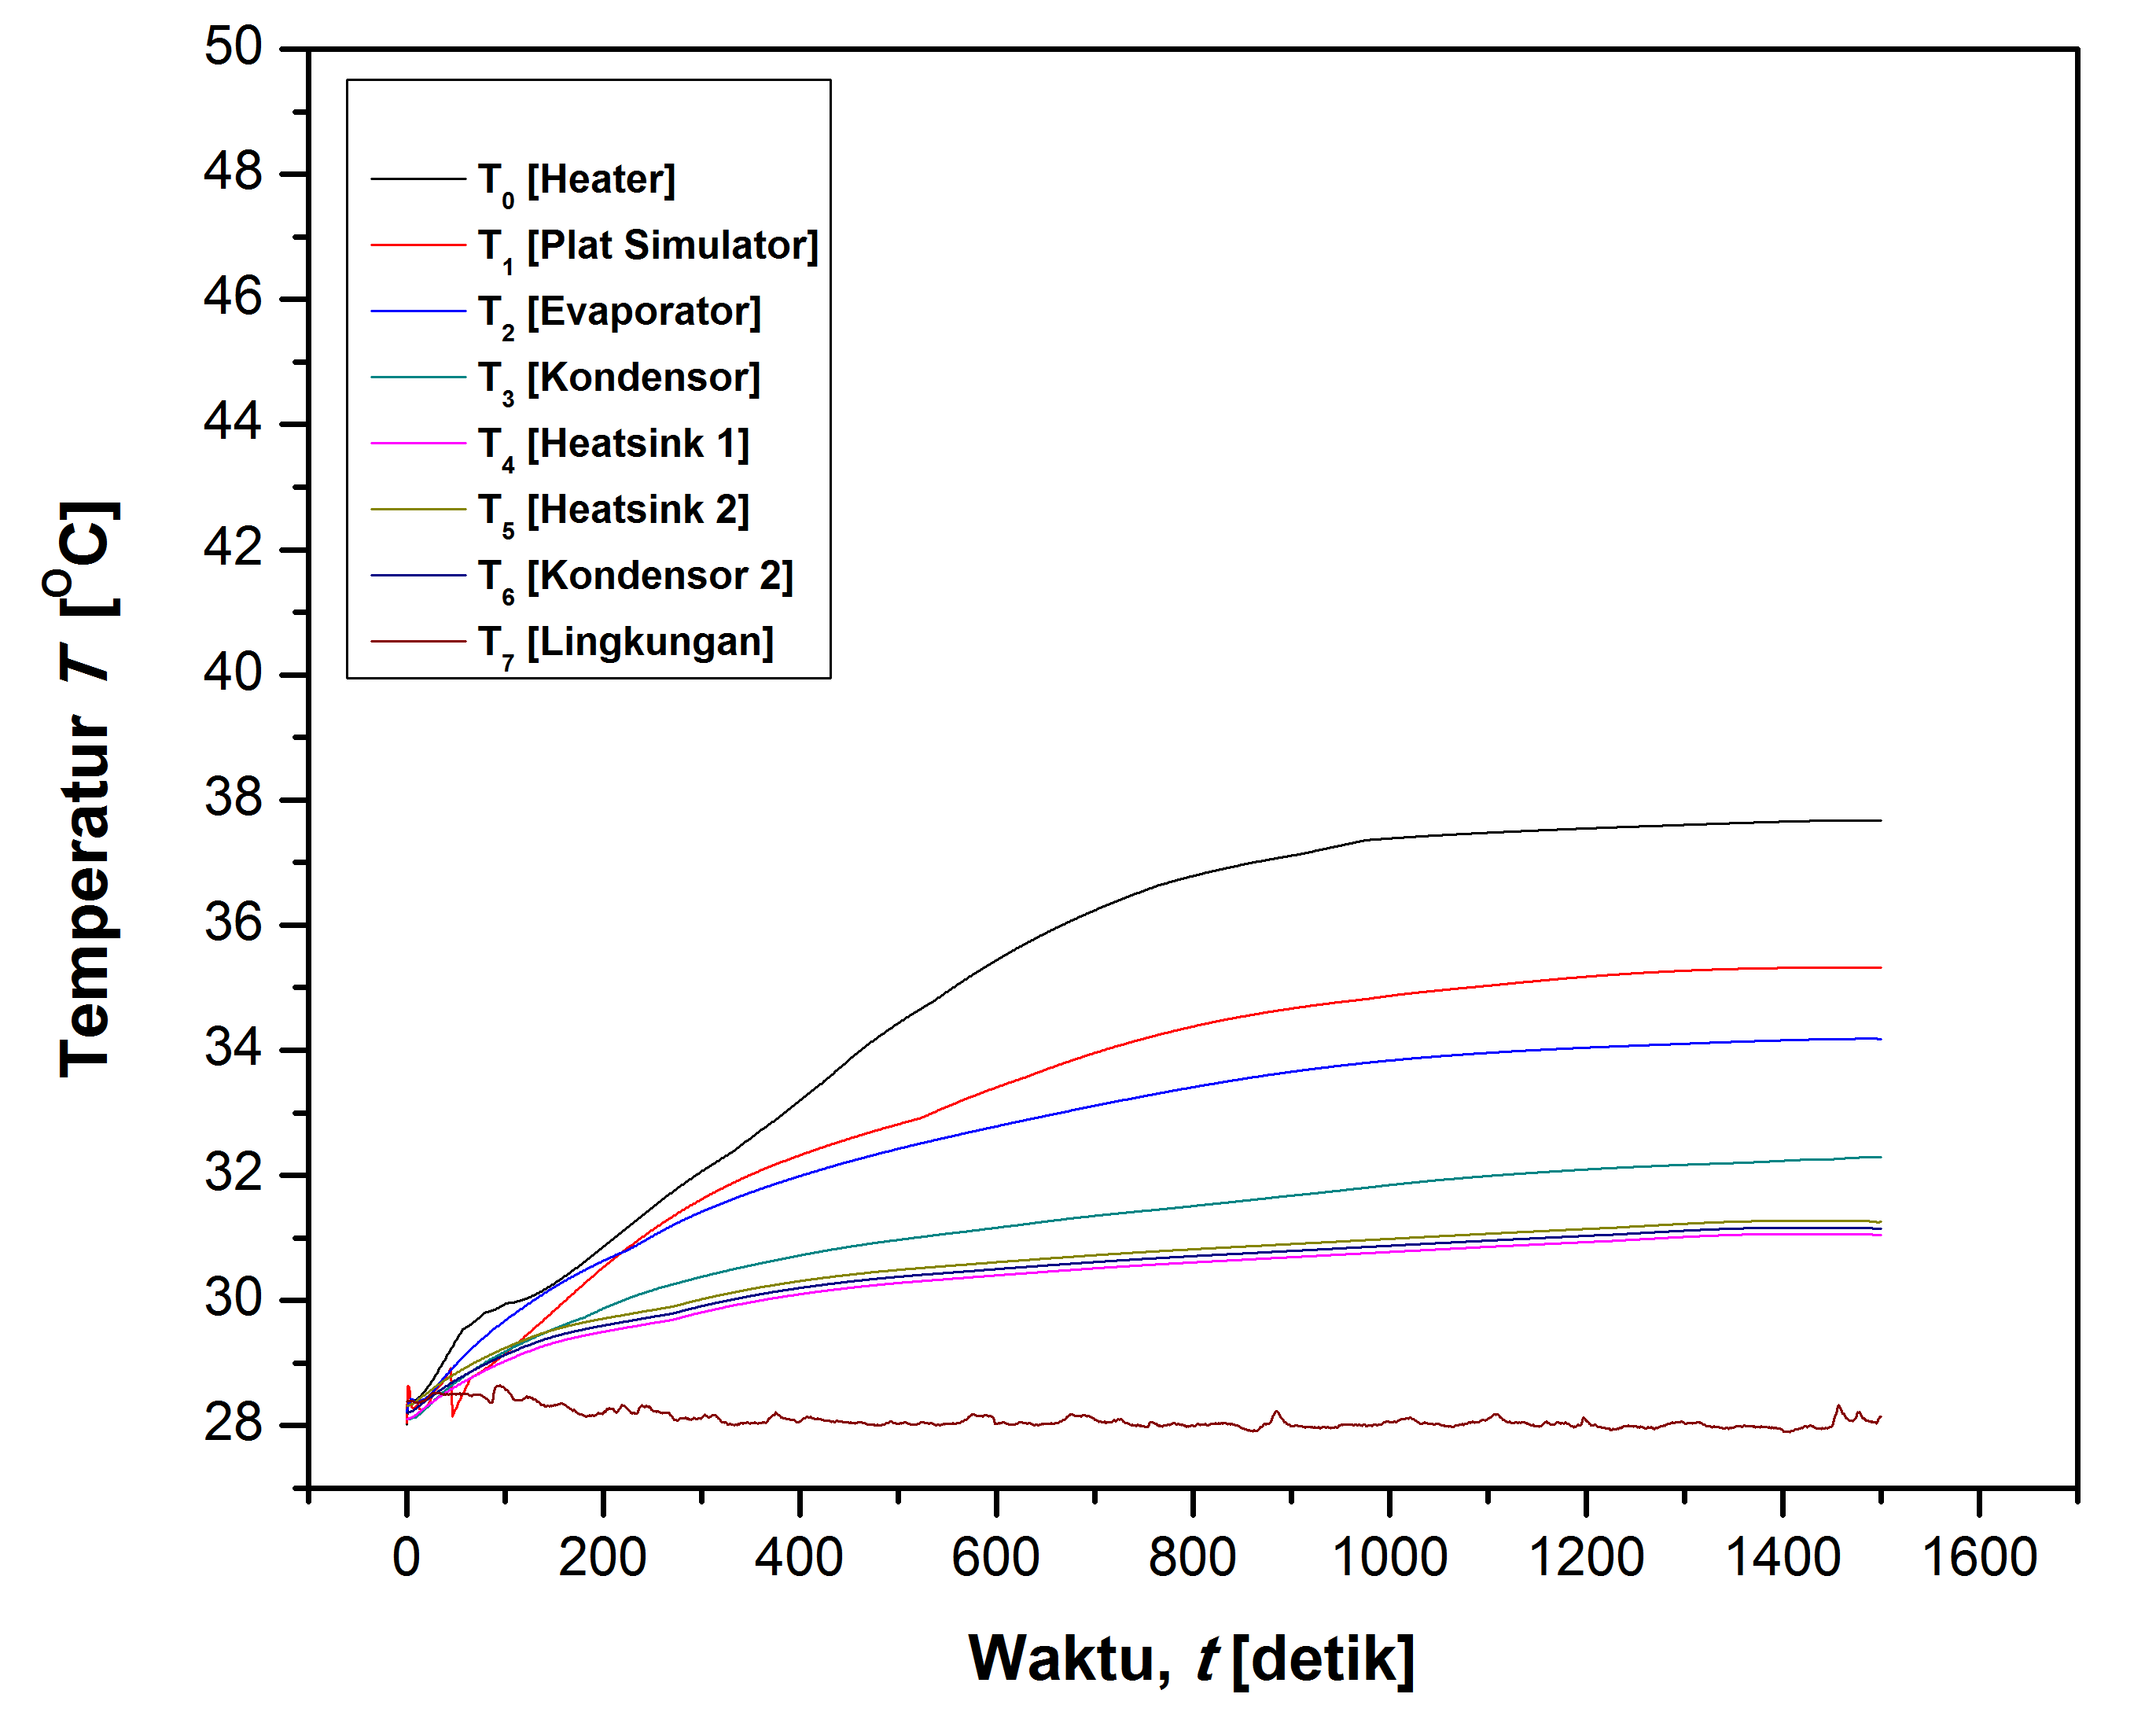 50
48
46
44
42
40
38
36
34
32
30
28
Temperatur T [°C]
T0 [Heater]
T1 [Plat Simulator]
T2 [Evaporator]
T3 [Kondensor]
T4 [Heatsink 1]
T5 [Heatsink 2]
T6 [Kondensor 2]
T7 [Lingkungan]
0 200 400 600 800 1000 1200 1400 1600
Waktu, t [detik]